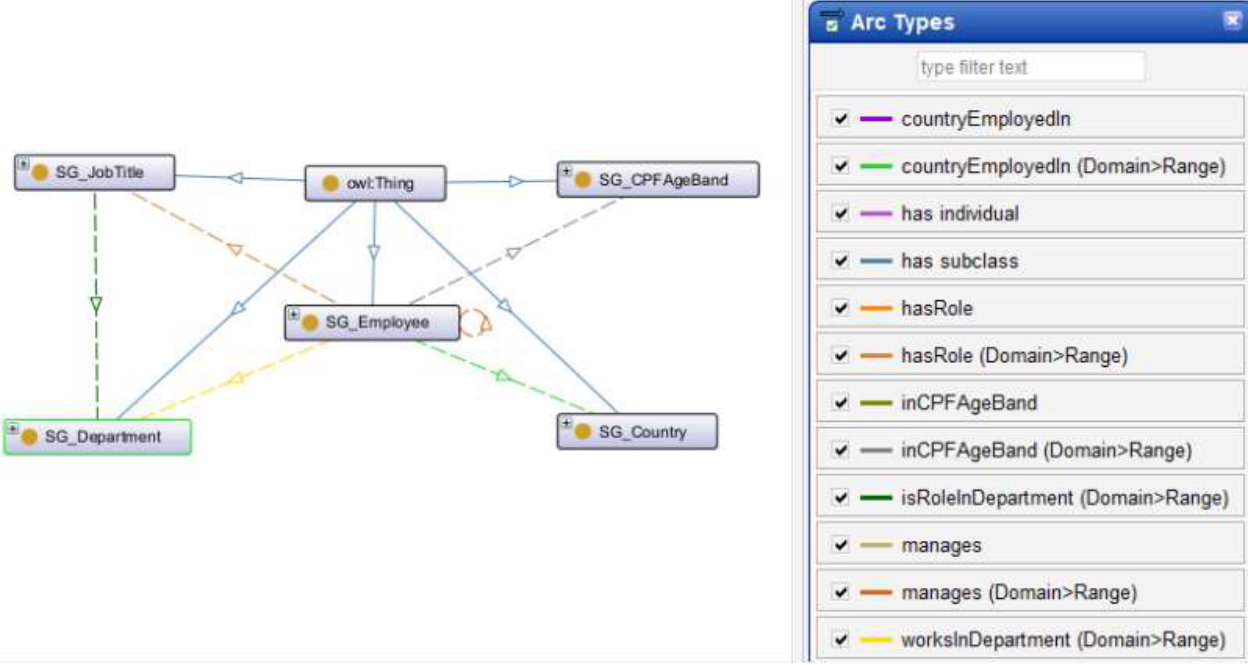 SG_JobTitle
owl:Thing
SG_CPFAgeBand
SG_Employee
SG_Department
SG_Country
Arc Types
type filter text
countryEmployedIn
countryEmployedIn (Domain>Range)
has individual
has subclass
hasRole
hasRole (Domain>Range)
inCPFAgeBand
inCPFAgeBand (Domain>Range)
isRoleInDepartment (Domain>Range)
manages
manages (Domain>Range)
worksInDepartment (Domain>Range)